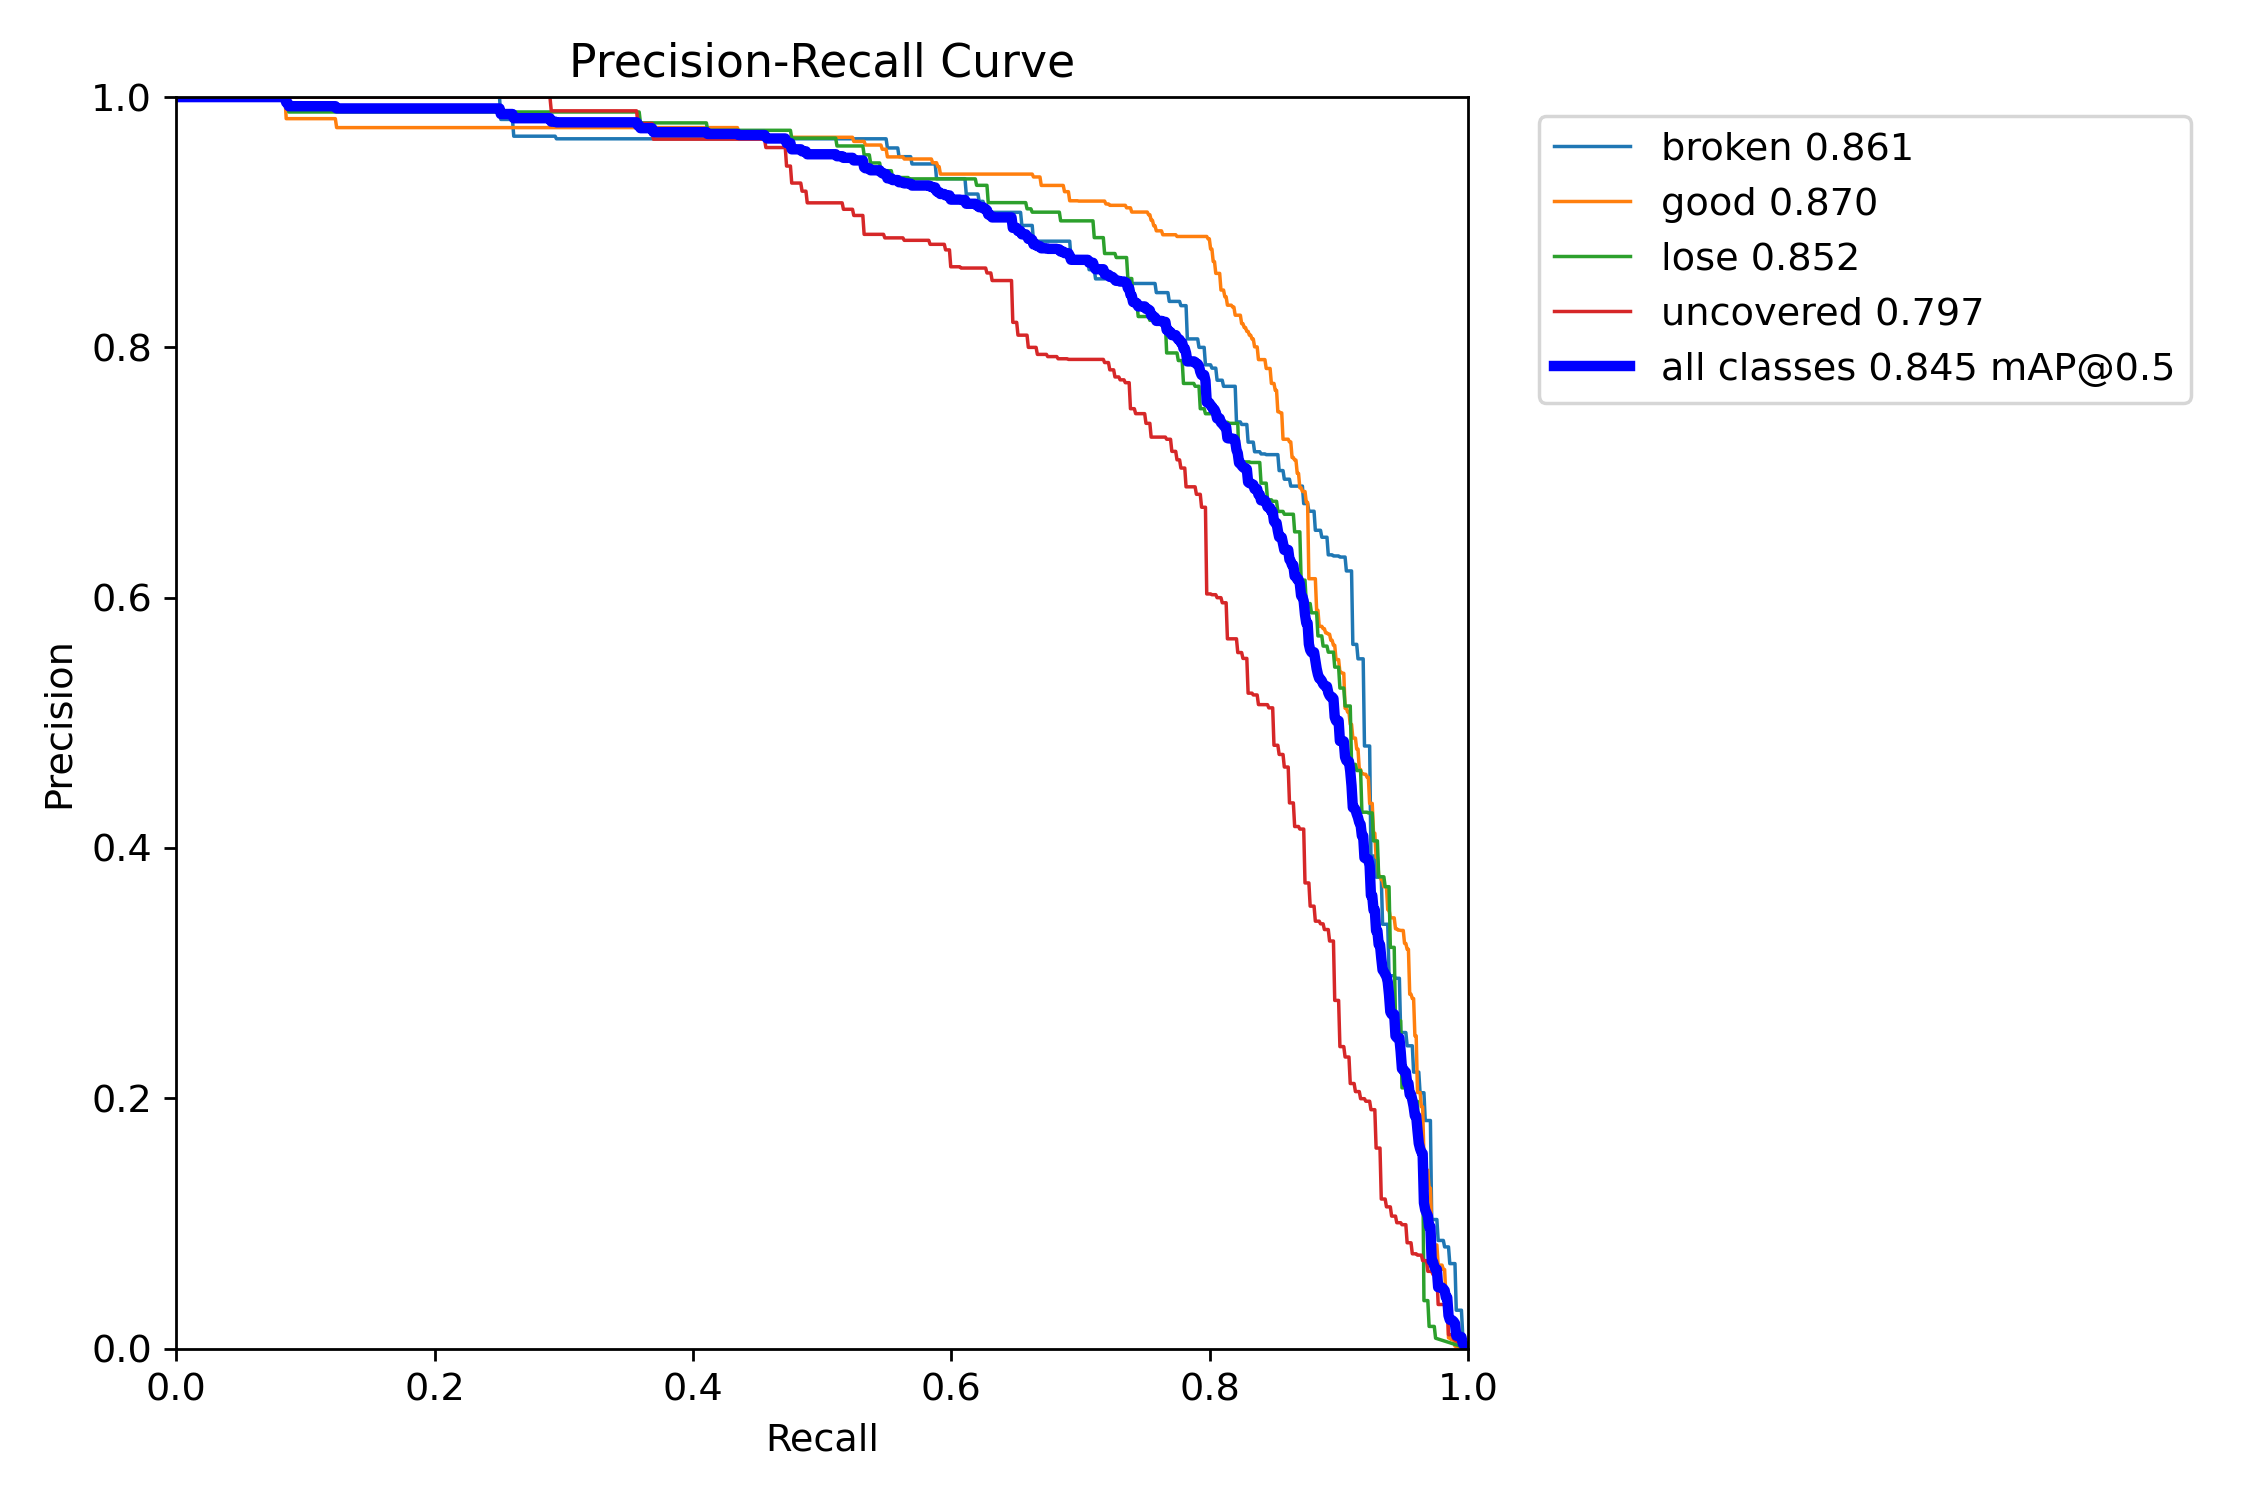 Precision-Recall Curve
1.0
0.8
0.6
0.4
0.2
0.0
Precision
0.0 0.2 0.4 0.6 0.8 1.0
Recall
broken 0.861
good 0.870
lose 0.852
uncovered 0.797
all classes 0.845 mAP@0.5